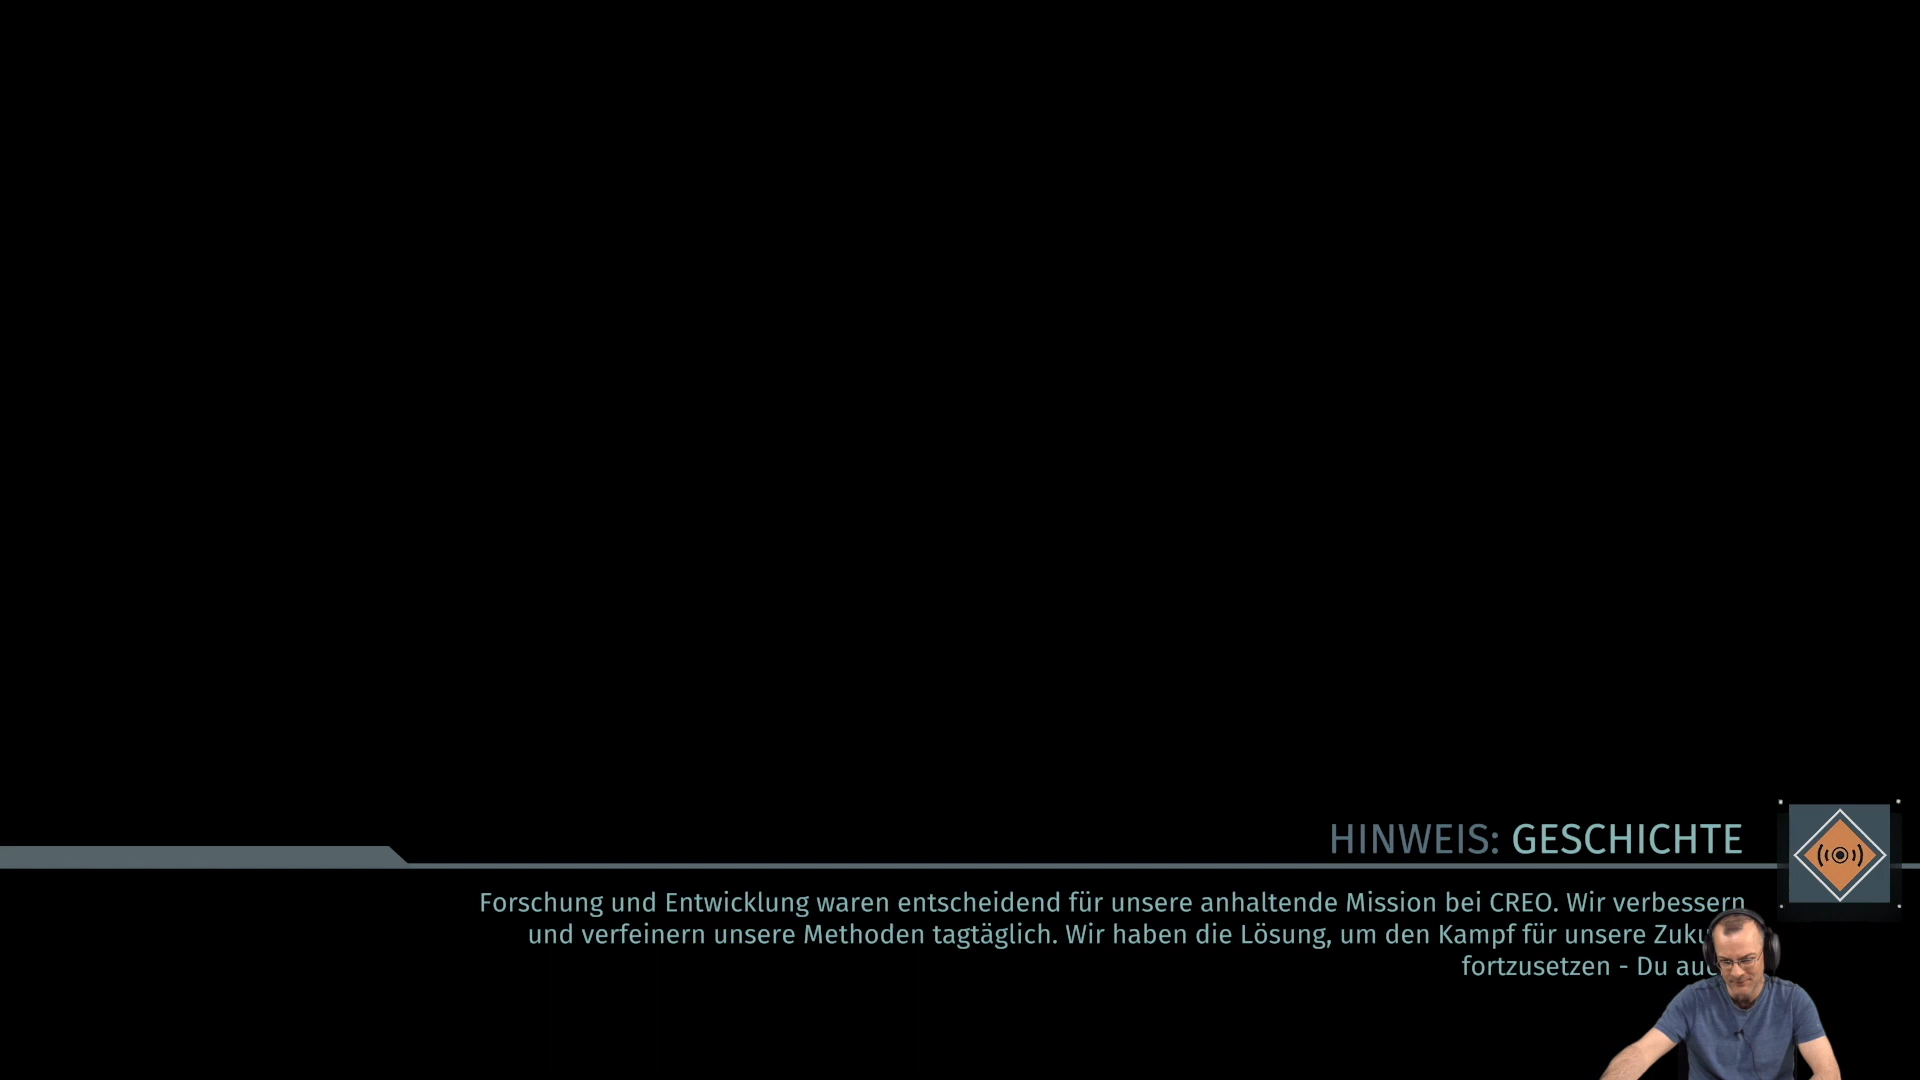 HINWEIS: GESCHICHTE
Forschung und Entwicklung waren entscheidend für unsere anhaltende Mission bei CREO. Wir verbessern
und verfeinern unsere Methoden tagtäglich. Wir haben die Lösung, um den Kampf für unsere
fortzusetzen - Du